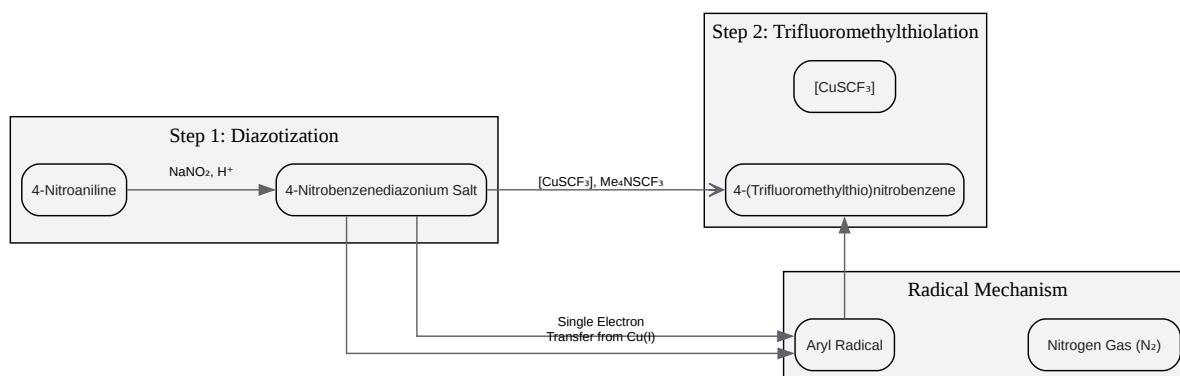 Step 2: Trifluoromethylthiolation
[CuSCF₃]
Step 1: Diazotization
NaNO₂, H⁺
4-Nitroaniline
4-Nitrobenzenediazonium Salt
[CuSCF₃], Me₄NSCF₃
4-(Trifluoromethylthio)nitrobenzene
Radical Mechanism
Single Electron
Transfer from Cu(I)
Aryl Radical
Nitrogen Gas (N₂)